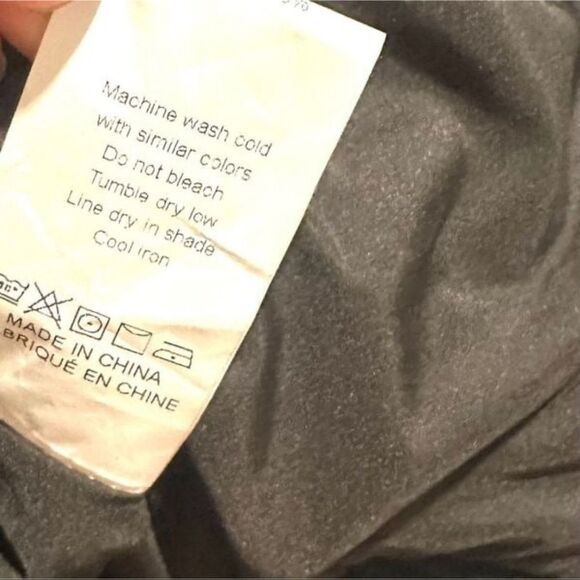 Machine wash cold
with similar colors
Do not bleach
Tumble dry low
Line dry in shade
Cool iron
MADE IN CHINA
BRIQUÉ EN CHINE